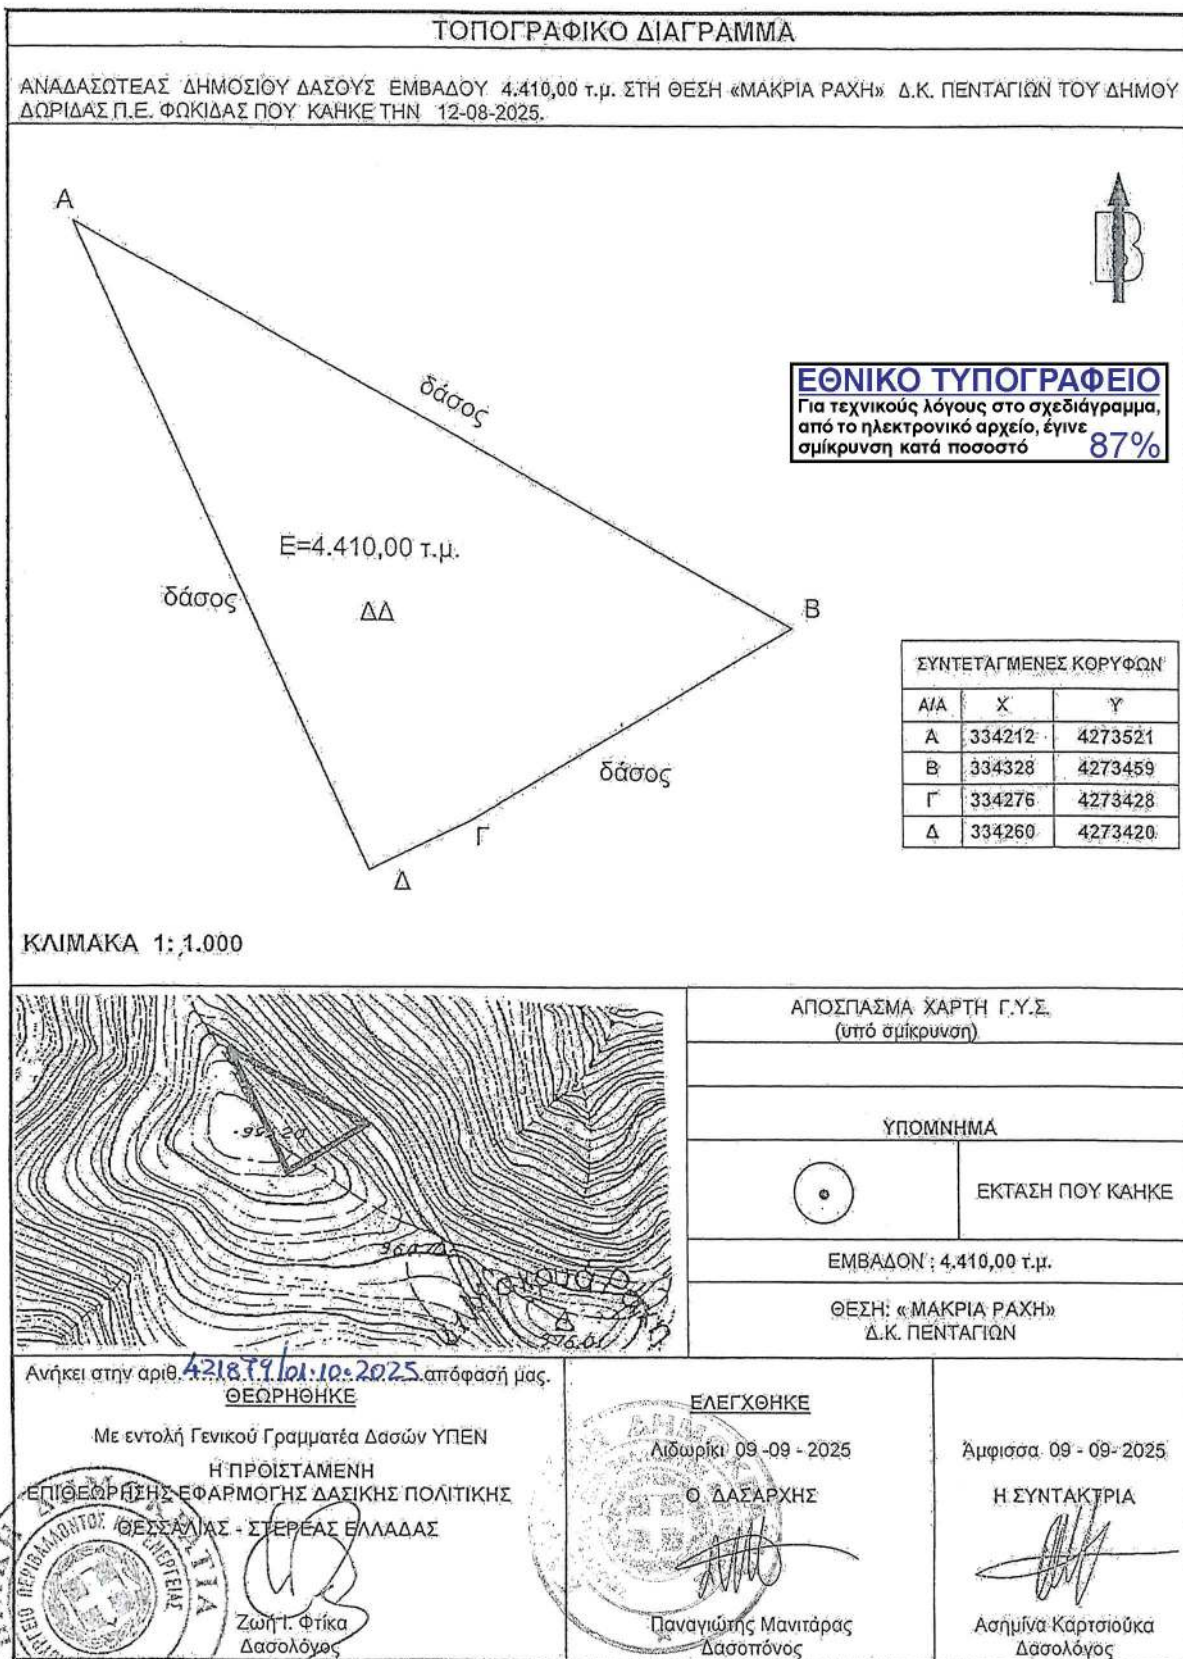 ΤΟΠΟΓΡΑΦΙΚΟ ΔΙΑΓΡΑΜΜΑ
ΑΝΑΔΑΣΩΤΕΑΣ ΔΗΜΟΣΙΟΥ ΔΑΣΟΥΣ ΕΜΒΑΔΟΥ 4.410,00 τ.μ. ΣΤΗ ΘΕΣΗ «ΜΑΚΡΙΑ ΡΑΧΗ» Δ.Κ. ΠΕΝΤΑΓΙΩΝ ΤΟΥ ΔΗΜΟΥ
ΔΩΡΙΔΑΣ Π.Ε. ΦΩΚΙΔΑΣ ΠΟΥ ΚΑΗΚΕ ΤΗΝ 12-08-2025.
Α
Β
ΕΘΝΙΚΟ ΤΥΠΟΓΡΑΦΕΙΟ
Για τεχνικούς λόγους στο σχεδιάγραμμα,
από το ηλεκτρονικό αρχείο, έγινε
σμίκρυνση κατά ποσοστό 87%
δάσος
Ε=4.410,00 τ.μ.
δάσος
ΔΔ
Β
δάσος
Γ
Δ
ΣΥΝΤΕΤΑΓΜΕΝΕΣ ΚΟΡΥΦΩΝ
Α/Α Χ Υ
Α 334212 4273521
Β 334328 4273459
Γ 334276 4273428
Δ 334260 4273420
ΚΛΙΜΑΚΑ 1: 1.000
ΑΠΟΣΠΑΣΜΑ ΧΑΡΤΗ Γ.Υ.Σ.
(υπό σμίκρυνση)
ΥΠΟΜΝΗΜΑ
ΕΚΤΑΣΗ ΠΟΥ ΚΑΗΚΕ
ΕΜΒΑΔΟΝ : 4.410,00 τ.μ.
ΘΕΣΗ: « ΜΑΚΡΙΑ ΡΑΧΗ»
Δ.Κ. ΠΕΝΤΑΓΙΩΝ
Ανήκει στην αριθ. 421879/01.10.2025 απόφασή μας.
ΘΕΩΡΗΘΗΚΕ
Με εντολή Γενικού Γραμματέα Δασών ΥΠΕΝ
Η ΠΡΟΙΣΤΑΜΕΝΗ
ΕΠΙΘΕΩΡΗΣΗΣ ΕΦΑΡΜΟΓΗΣ ΔΑΣΙΚΗΣ ΠΟΛΙΤΙΚΗΣ
ΘΕΣΣΑΛΙΑΣ - ΣΤΕΡΕΑΣ ΕΛΛΑΔΑΣ
Ζωή Ι. Φτίκα
Δασολόγος
ΕΛΕΓΧΘΗΚΕ
Λιδωρίκι 09 -09 - 2025
Ο ΔΑΣΑΡΧΗΣ
Παναγιώτης Μανιτάρας
Δασοπόνος
Άμφισσα 09 - 09- 2025
Η ΣΥΝΤΑΚΤΡΙΑ
Ασημίνα Καρτσιούκα
Δασολόγος